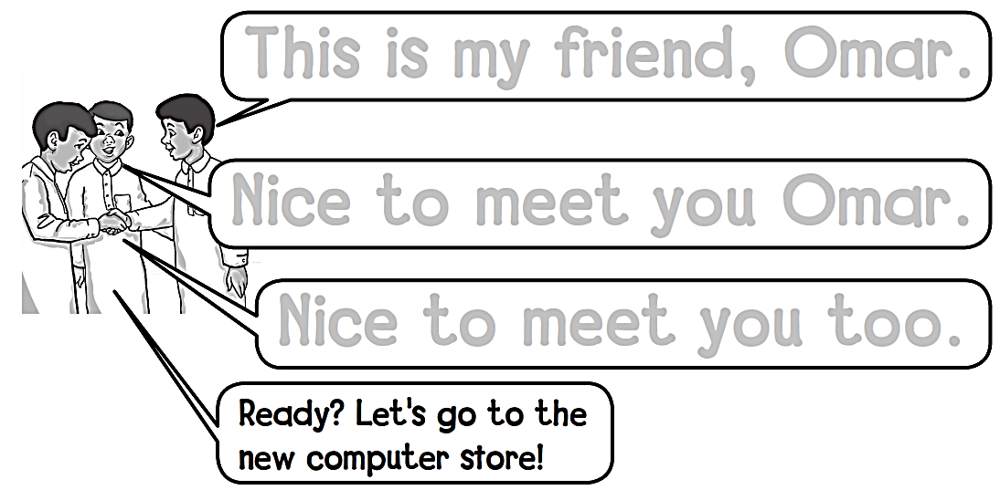 This is my friend, Omar.
Nice to meet you Omar.
Nice to meet you too.
Ready? Let's go to the
new computer store!